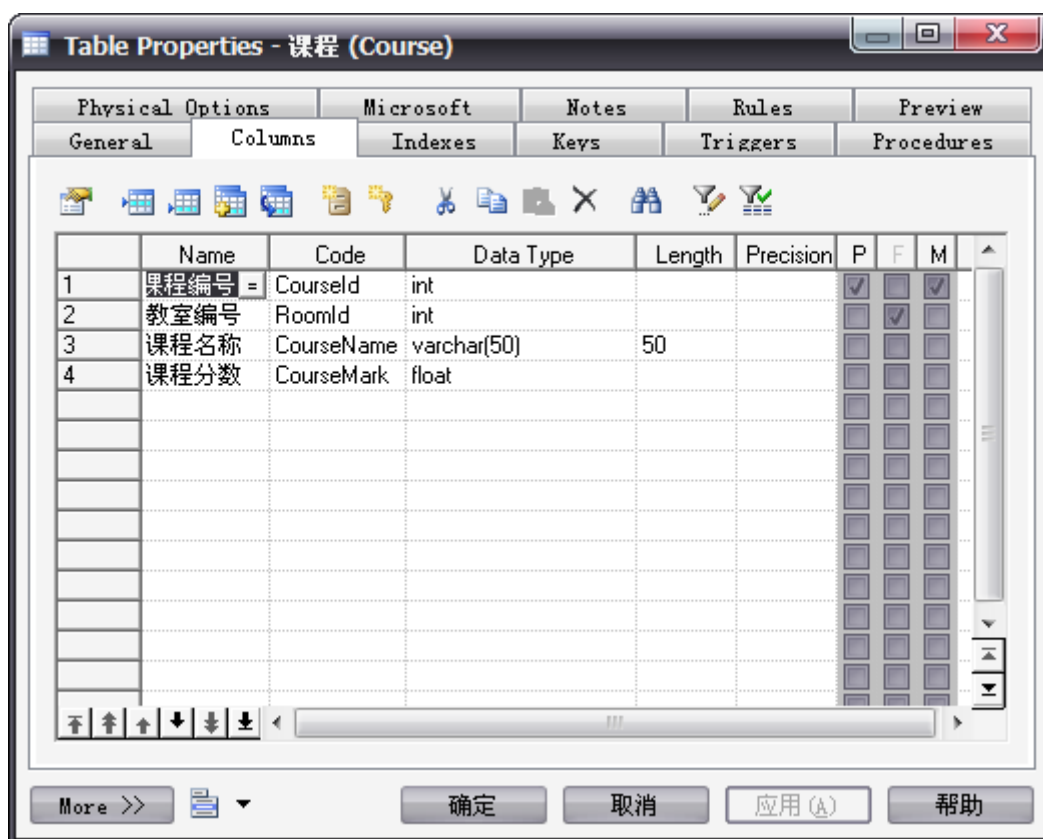 Table Properties - 课程 (Course)
Physical Options Microsoft Notes Rules Preview
General Columns Indexes Keys Triggers Procedures
Name Code Data Type Length Precision P F M
1 课程编号 = CourseId int
2 教室编号 RoomId int
3 课程名称 CourseName varchar(50) 50
4 课程分数 CourseMark float
More >> 确定 取消 应用(A) 帮助